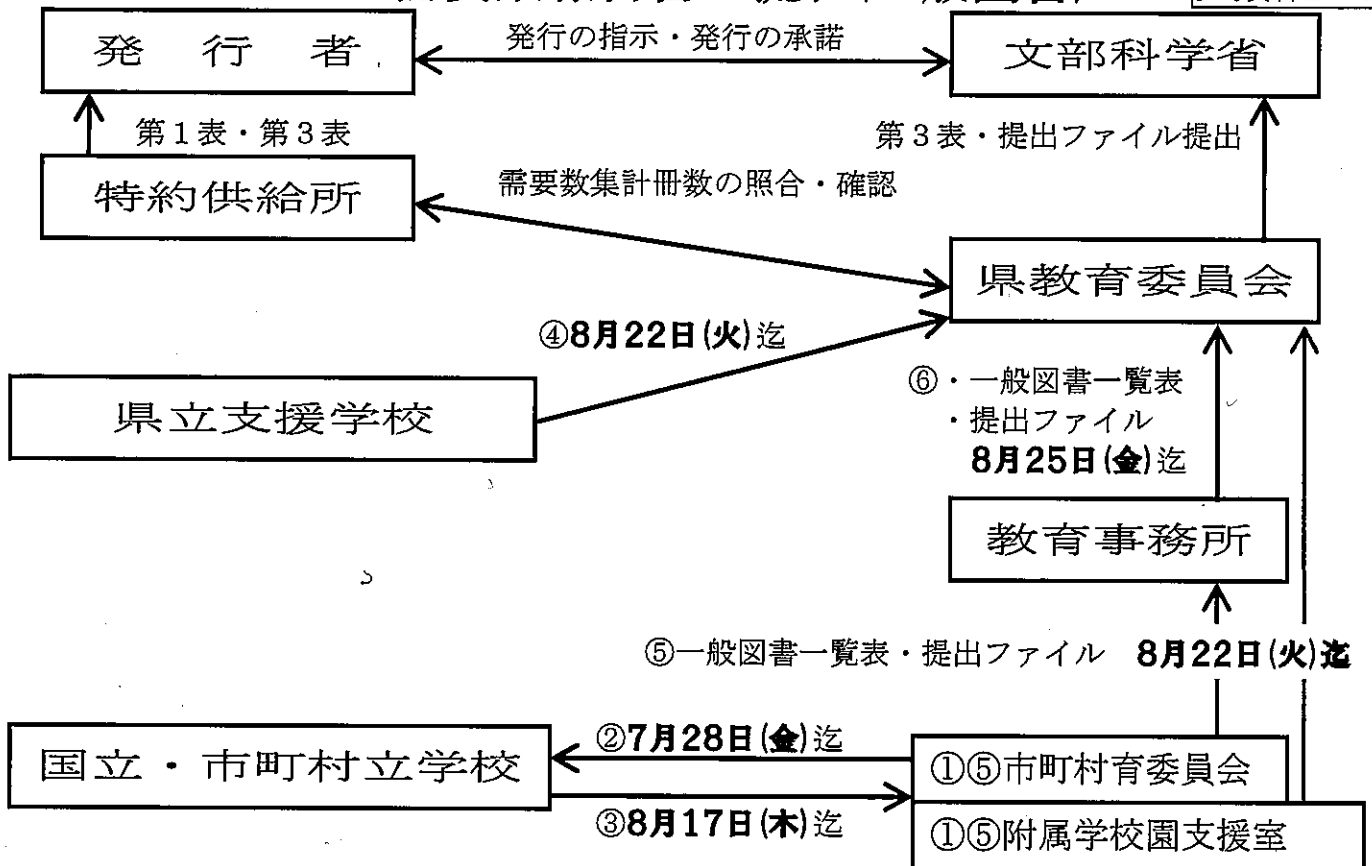 発　行　者
発行の指示・発行の承諾
文部科学省
第１表・第３表
第３表・提出ファイル提出
特約供給所
需要数集計冊数の照合・確認
県教育委員会
④8月22日(火)迄
県立支援学校
⑥・一般図書一覧表
・提出ファイル
8月25日(金)迄
教育事務所
⑤一般図書一覧表・提出ファイル　8月22日(火)迄
国立・市町村立学校
②7月28日(金)迄
③8月17日(木)迄
①⑤市町村育委員会
①⑤附属学校園支援室